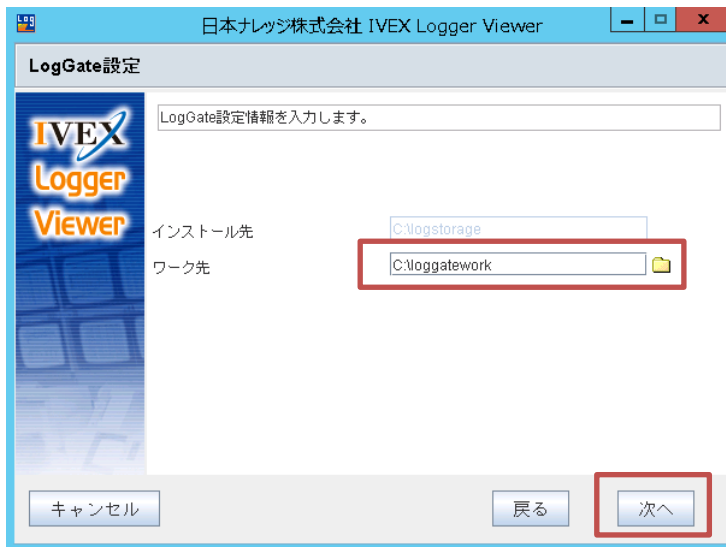 日本ナレッジ株式会社 IVEX Logger Viewer
LogGate設定
LogGate設定情報を入力します。
IVEX
Logger
Viewer
インストール先 C:\logstorage
ワーク先 C:\loggatework
キャンセル 戻る 次へ